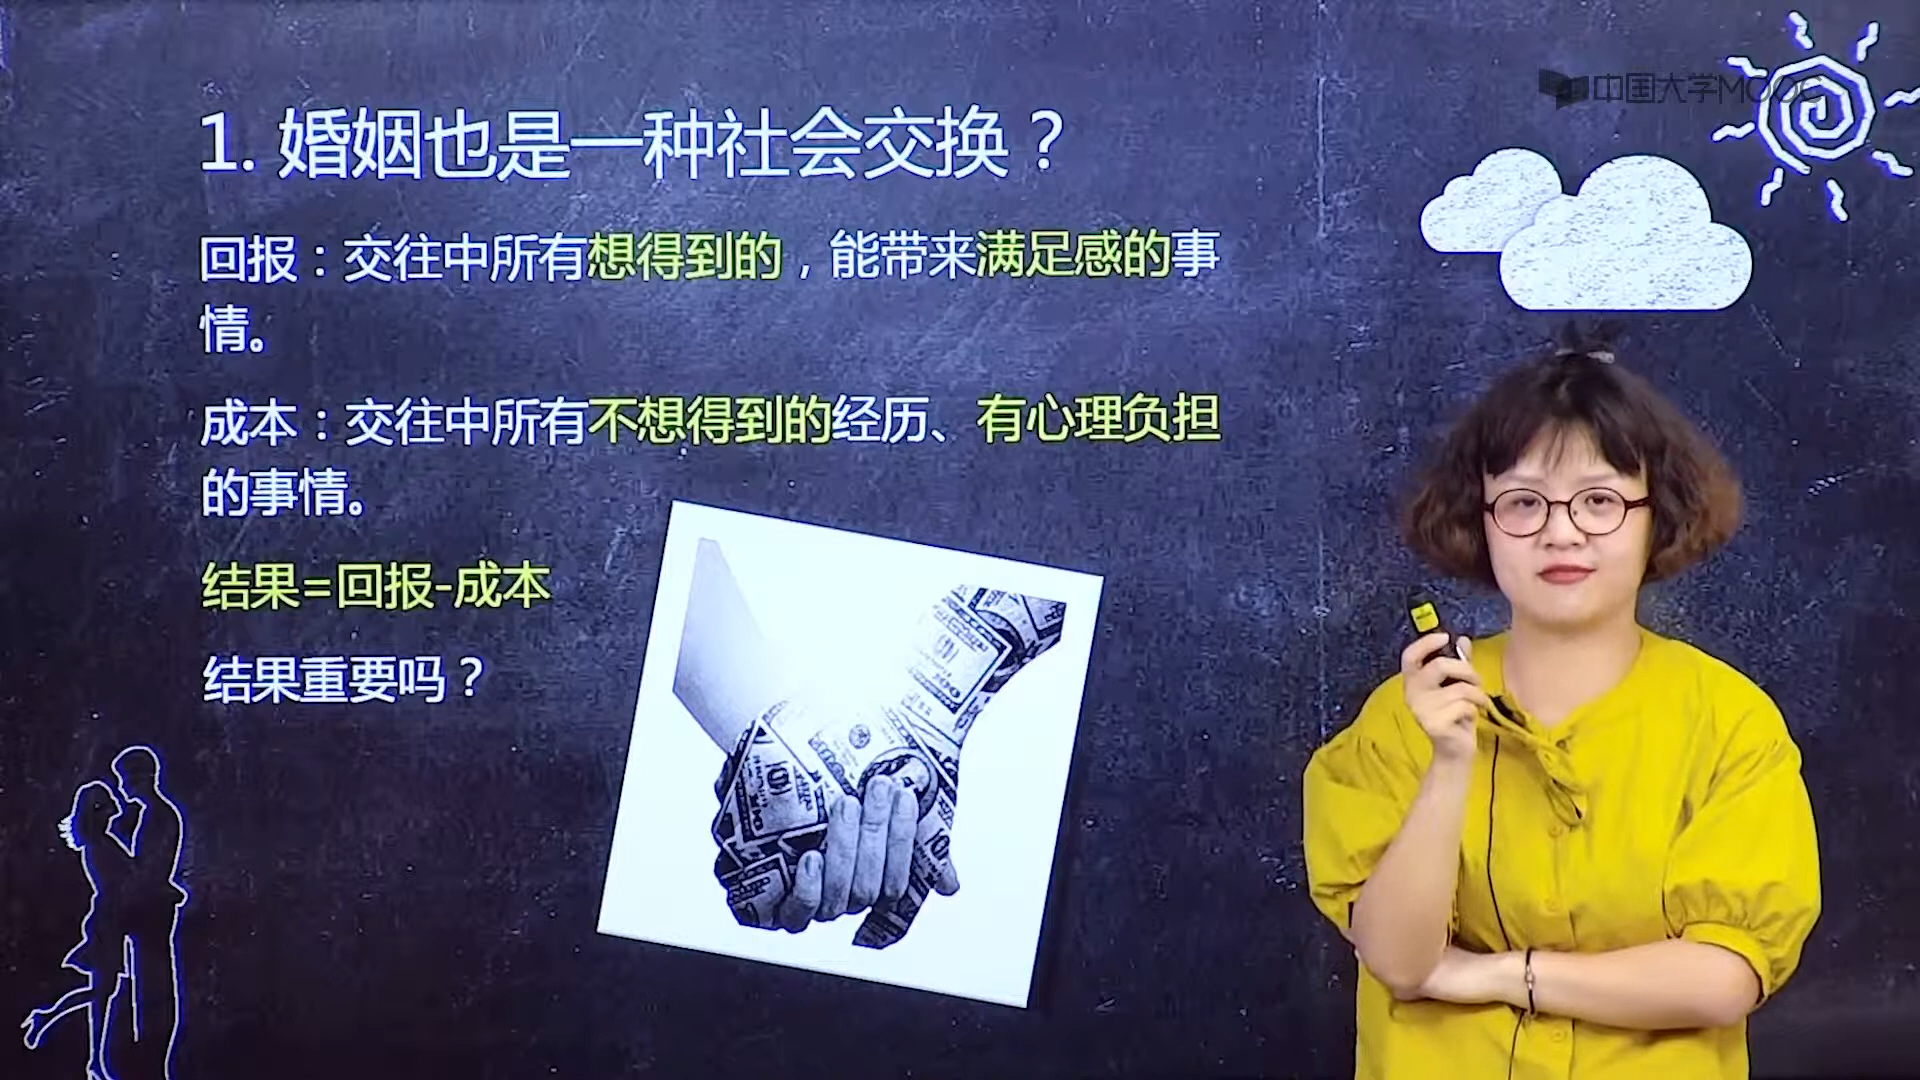 中国大学MOOC
1. 婚姻也是一种社会交换？
回报：交往中所有想得到的，能带来满足感的事
情。
成本：交往中所有不想得到的经历、有心理负担
的事情。
结果=回报-成本
结果重要吗？